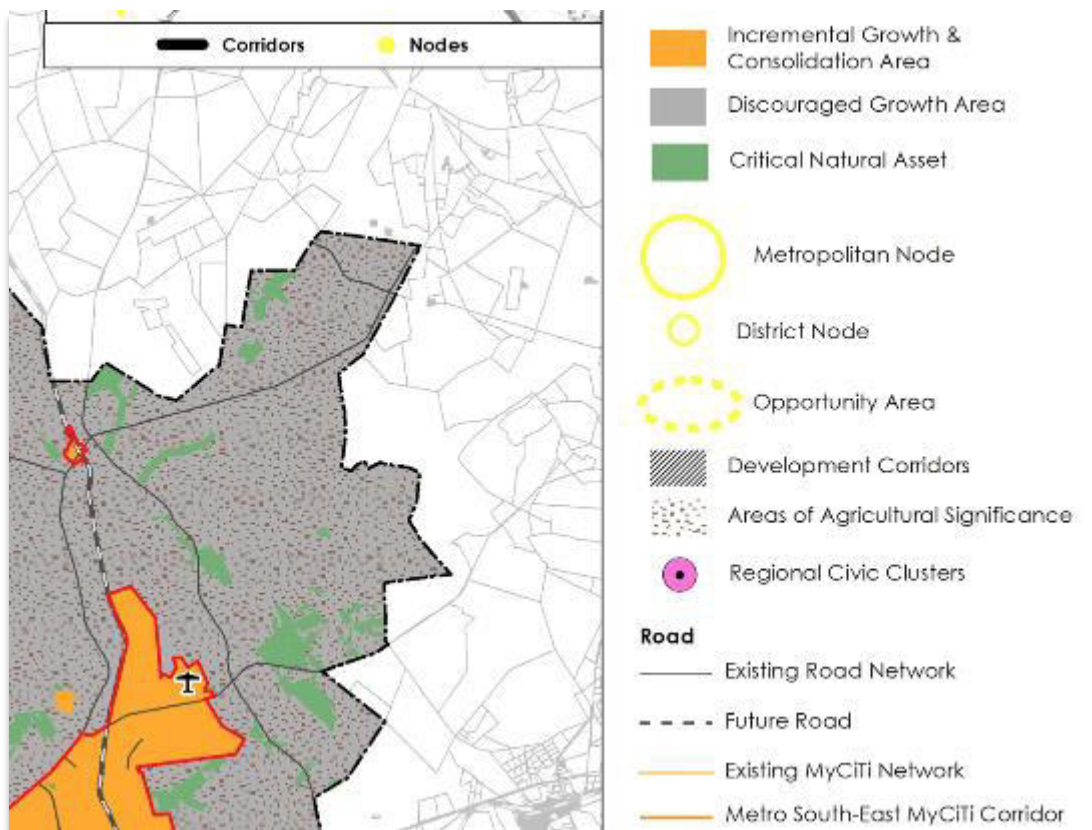 Corridors Nodes
Incremental Growth &
Consolidation Area
Discouraged Growth Area
Critical Natural Asset
Metropolitan Node
District Node
Opportunity Area
Development Corridors
Areas of Agricultural Significance
Regional Civic Clusters
Road
Existing Road Network
Future Road
Existing MyCiTi Network
Metro South-East MyCiTi Corridor